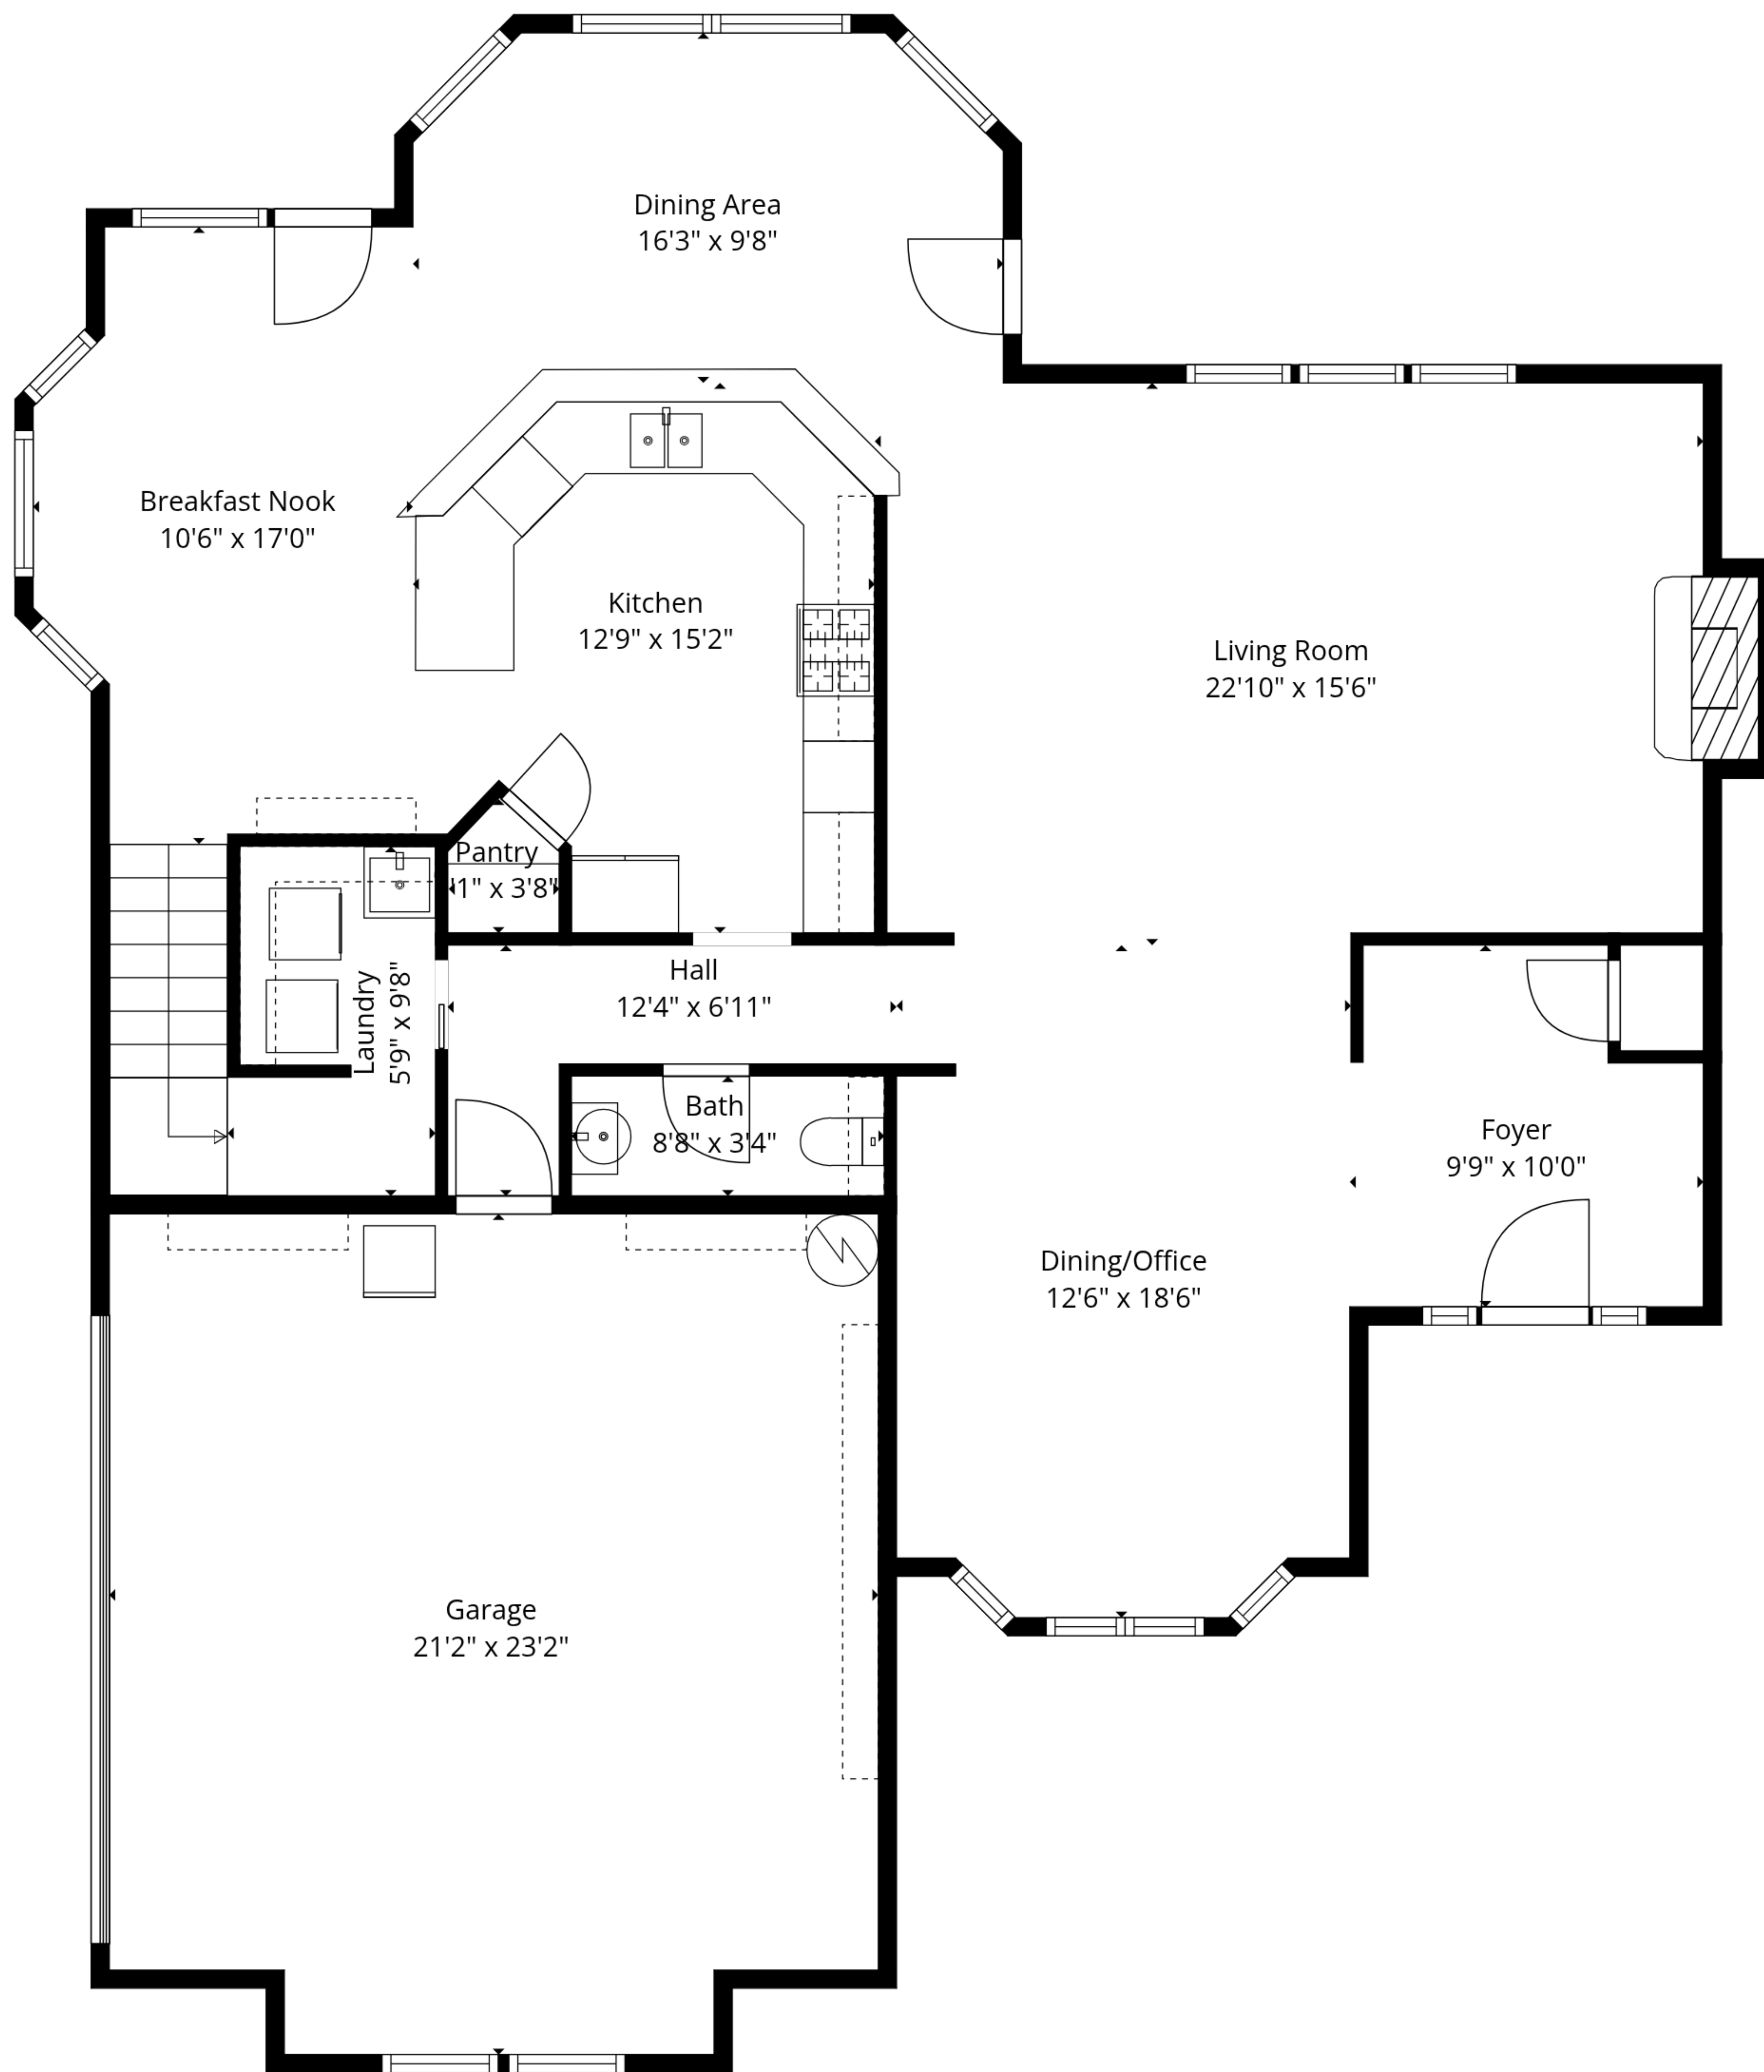 Dining Area
16'3" x 9'8"
Breakfast Nook
10'6" x 17'0"
Kitchen
12'9" x 15'2"
Living Room
22'10" x 15'6"
Pantry
'1" x 3'8"
Hall
12'4" x 6'11"
Laundry
5'9" x 9'8"
Bath
8'8" x 3'4"
Foyer
9'9" x 10'0"
Dining/Office
12'6" x 18'6"
Garage
21'2" x 23'2"